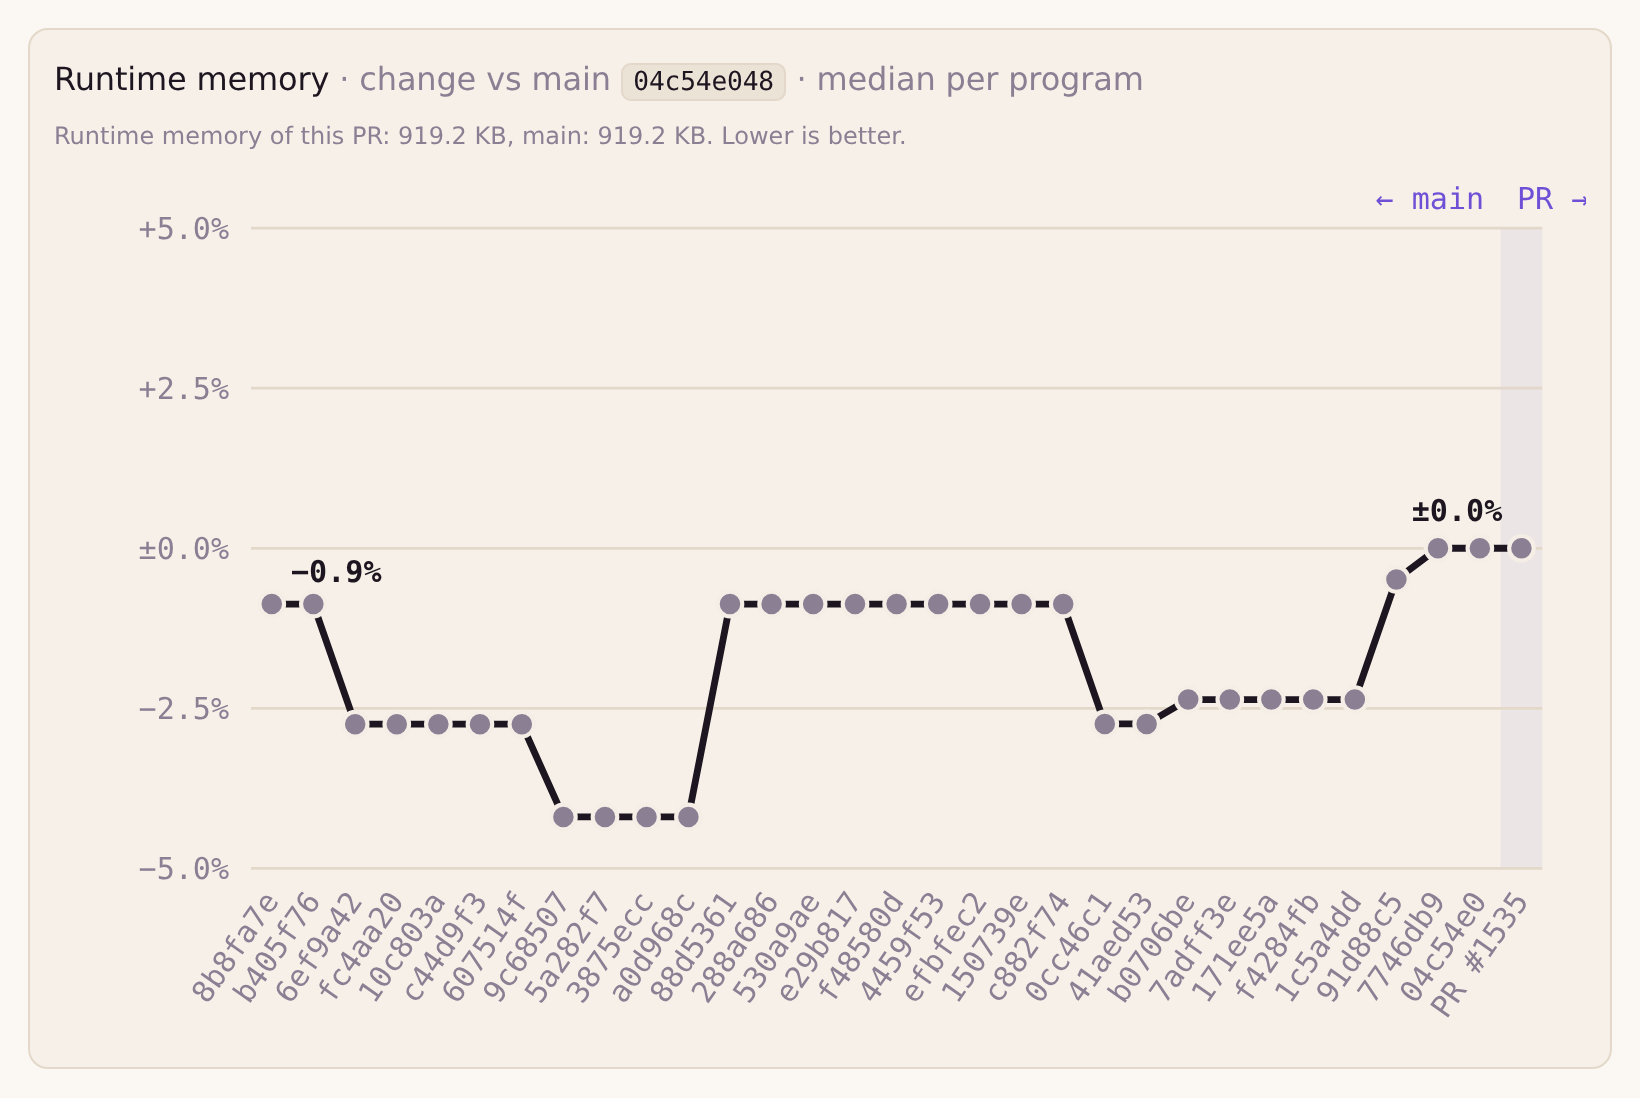 Runtime memory · change vs main 04c54e048 · median per program
Runtime memory of this PR: 919.2 KB, main: 919.2 KB. Lower is better.
← main PR →
+5.0%
+2.5%
±0.0%
±0.0%
−0.9%
−2.5%
−5.0%
8b8fa7e
b405f76
6ef9a42
fc4aa20
10c803a
c44d9f3
607514f
9c68507
5a282f7
3875ecc
a0d968c
88d5361
288a686
530a9ae
e29b817
f48580d
4459f53
efbfec2
150739e
c882f74
0cc46c1
41aed53
b0706be
7adff3e
171ee5a
f4284fb
1c5a4dd
91d88c5
7746db9
04c54e0
PR #1535